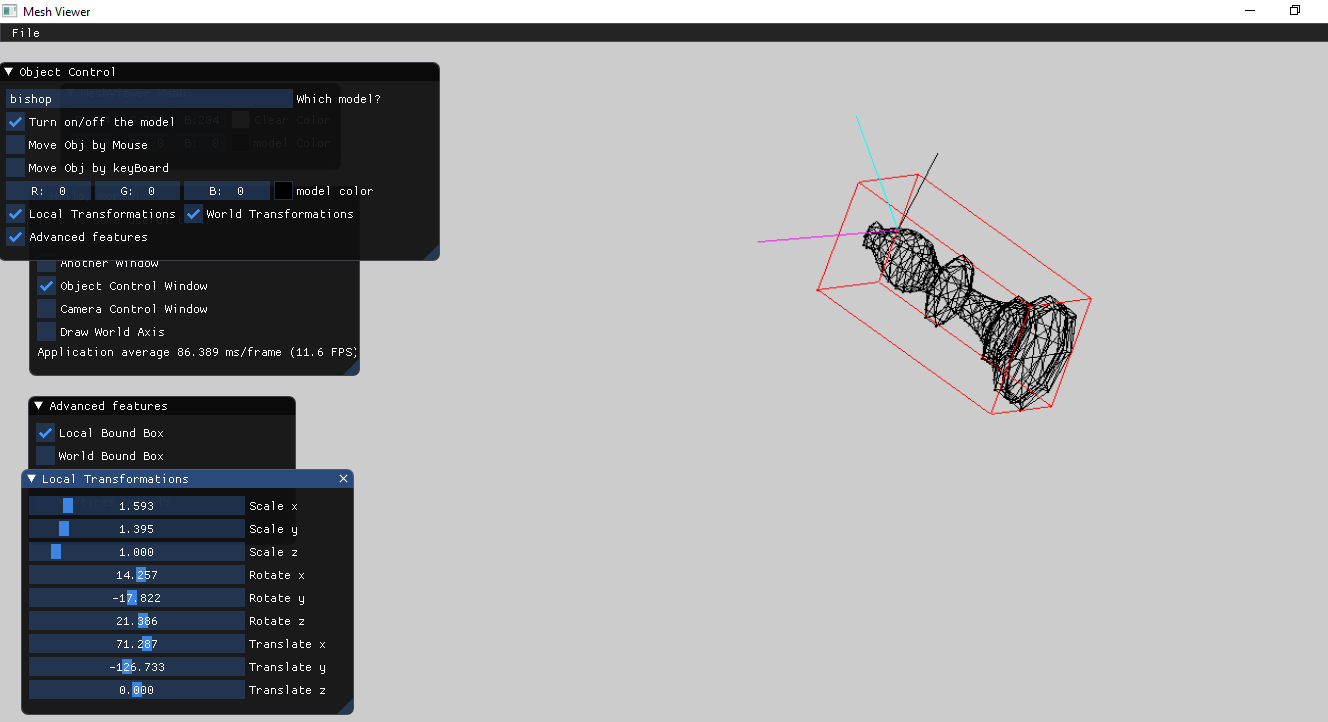 Mesh Viewer
File
Object Control
bishop Which model?
Turn on/off the model
Move Obj by Mouse
Move Obj by keyBoard
R: 0 G: 0 B: 0 model color
Local Transformations World Transformations
Advanced features
Clear Color
model Color
Another Window
Object Control Window
Camera Control Window
Draw World Axis
Application average 86.389 ms/frame (11.6 FPS)
Advanced features
Local Bound Box
World Bound Box
Local Transformations
1.593 Scale x
1.395 Scale y
1.000 Scale z
14.257 Rotate x
-17.822 Rotate y
21.386 Rotate z
71.287 Translate x
-126.733 Translate y
0.000 Translate z